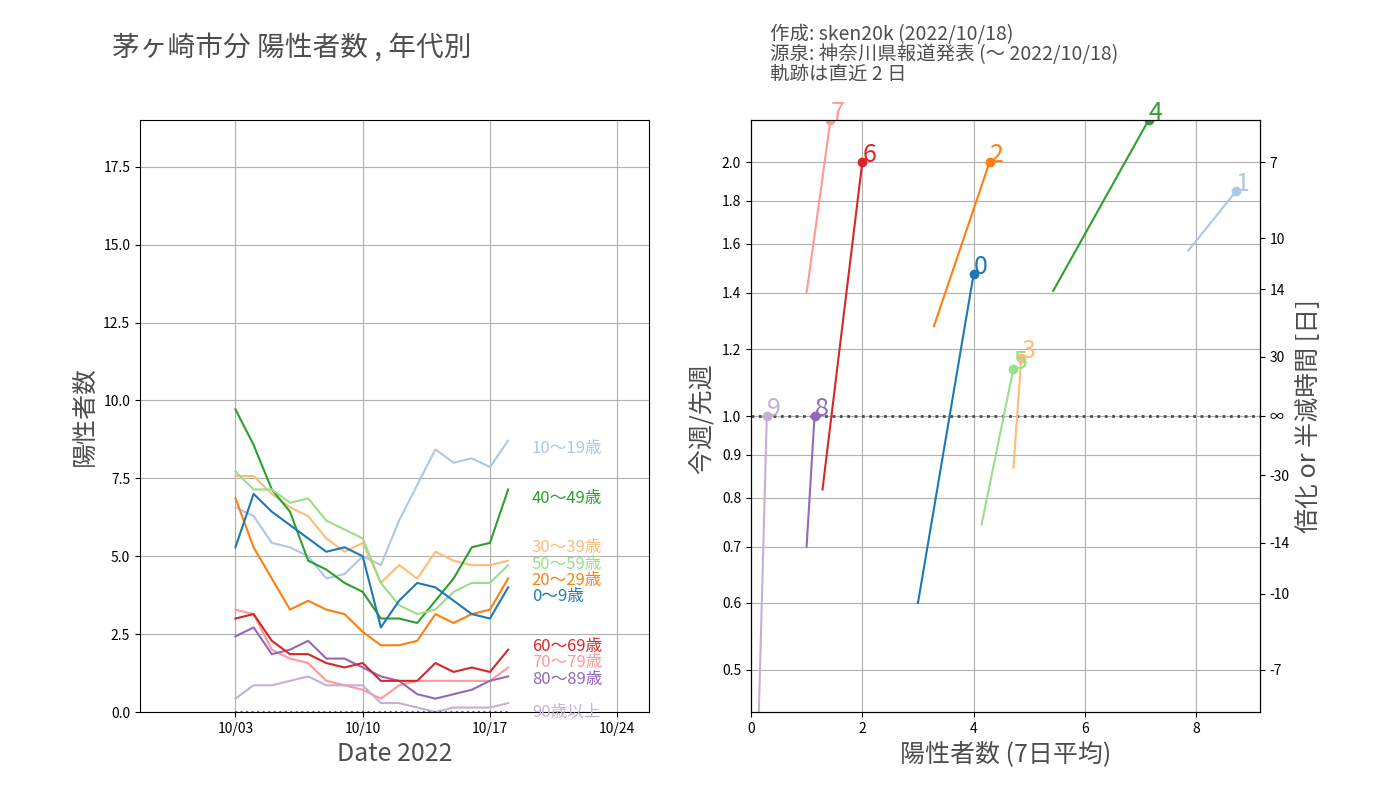 茅ヶ崎市分 陽性者数 , 年代別
作成: sken20k (2022/10/18)
源泉: 神奈川県報道発表 (〜 2022/10/18)
軌跡は直近 2 日
陽性者数
17.5
15.0
12.5
10.0
7.5
5.0
2.5
0.0
10/03
10/10
10/17
10/24
Date 2022
10〜19歳
40〜49歳
30〜39歳
50〜59歳
20〜29歳
0〜9歳
60〜69歳
70〜79歳
80〜89歳
90歳以上
今週/先週
2.0
1.8
1.6
1.4
1.2
1.0
0.9
0.8
0.7
0.6
0.5
7
6
2
4
1
0
3
5
9
8
0
2
4
6
8
陽性者数 (7日平均)
7
10
14
30
∞
-30
-14
-10
-7
倍化 or 半減時間 [日]